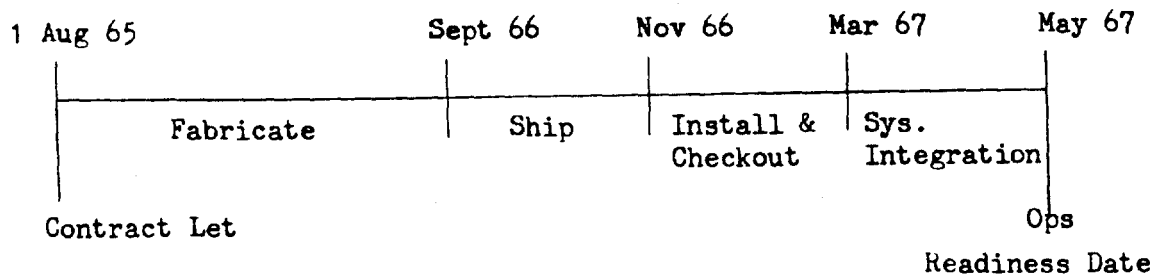 1 Aug 65 Sept 66 Nov 66 Mar 67 May 67
Fabricate Ship Install & Sys.
Checkout Integration
Contract Let Ops
Readiness Date